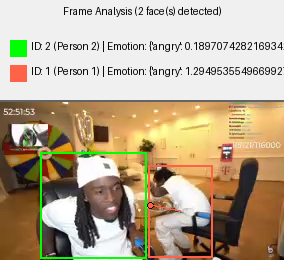 Frame Analysis (2 face(s) detected)
ID: 2 (Person 2) | Emotion: {'angry': 0.189707428216934
ID: 1 (Person 1) | Emotion: {'angry': 1.294953554966992
52:51:53